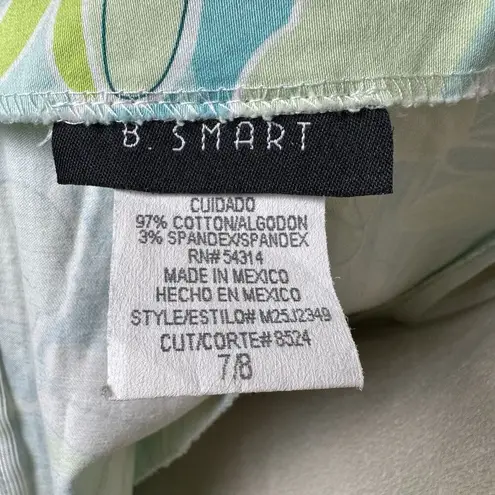 B. SMART
CUIDADO
97% COTTON/ALGODON
3% SPANDEX/SPANDEX
RN# 54314
MADE IN MEXICO
HECHO EN MEXICO
STYLE/ESTILO# M25J2349
CUT/CORTE# 8524
7/8